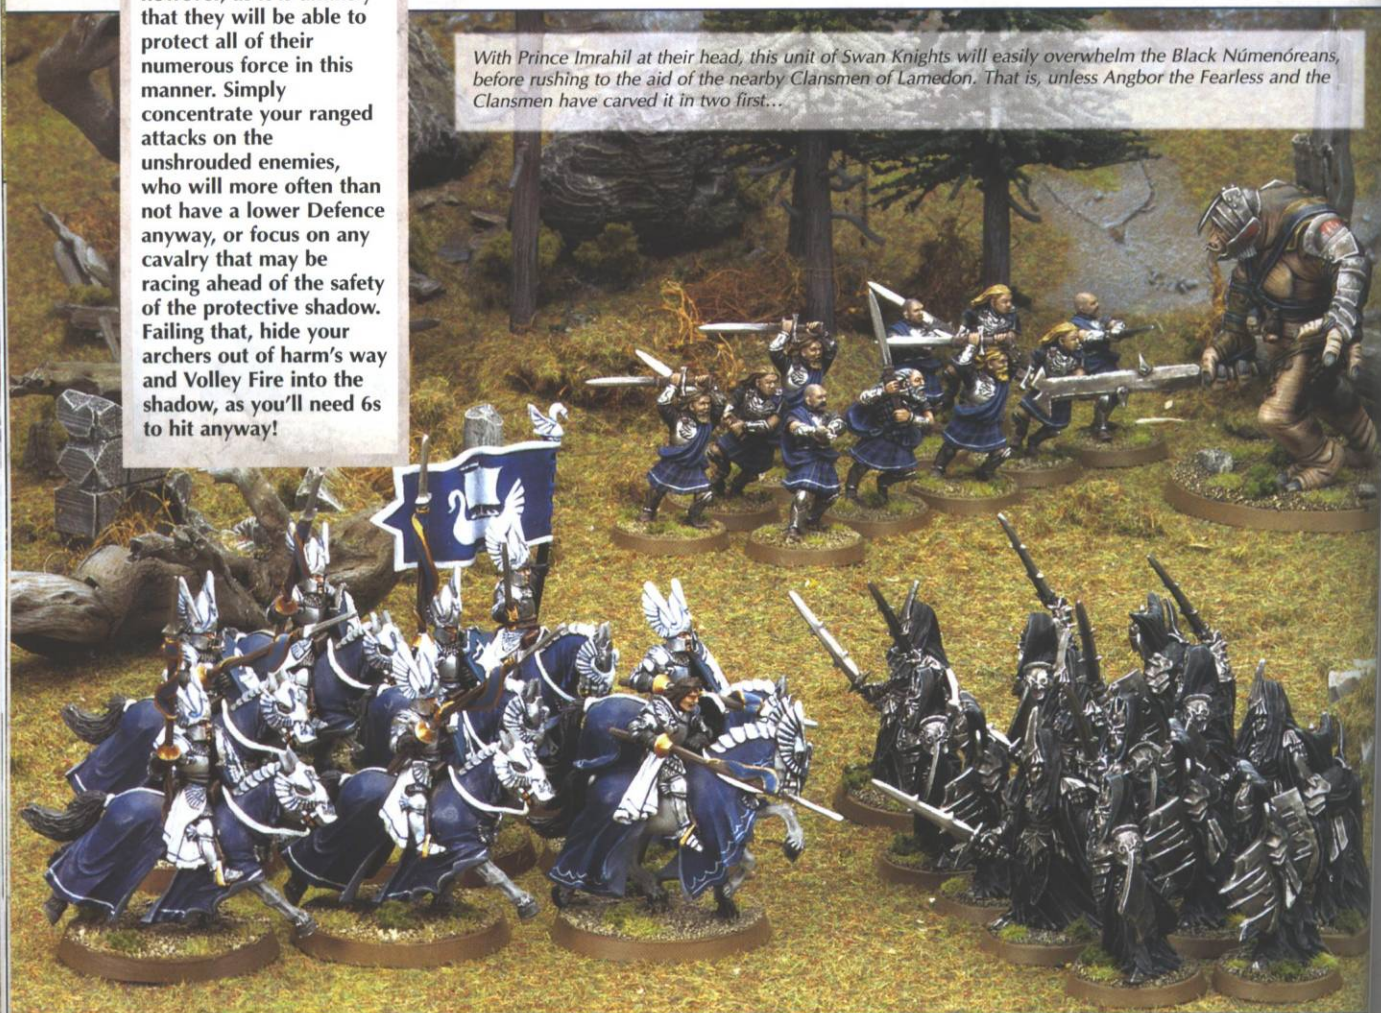 that they will be able to
protect all of their
numerous force in this
manner. Simply
concentrate your ranged
attacks on the
unshrouded enemies,
who will more often than
not have a lower Defence
anyway, or focus on any
cavalry that may be
racing ahead of the safety
of the protective shadow.
Failing that, hide your
archers out of harm's way
and Volley Fire into the
shadow, as you'll need 6s
to hit anyway!
With Prince Imrahil at their head, this unit of Swan Knights will easily overwhelm the Black Númenóreans,
before rushing to the aid of the nearby Clansmen of Lamedon. That is, unless Angbor the Fearless and the
Clansmen have carved it in two first…